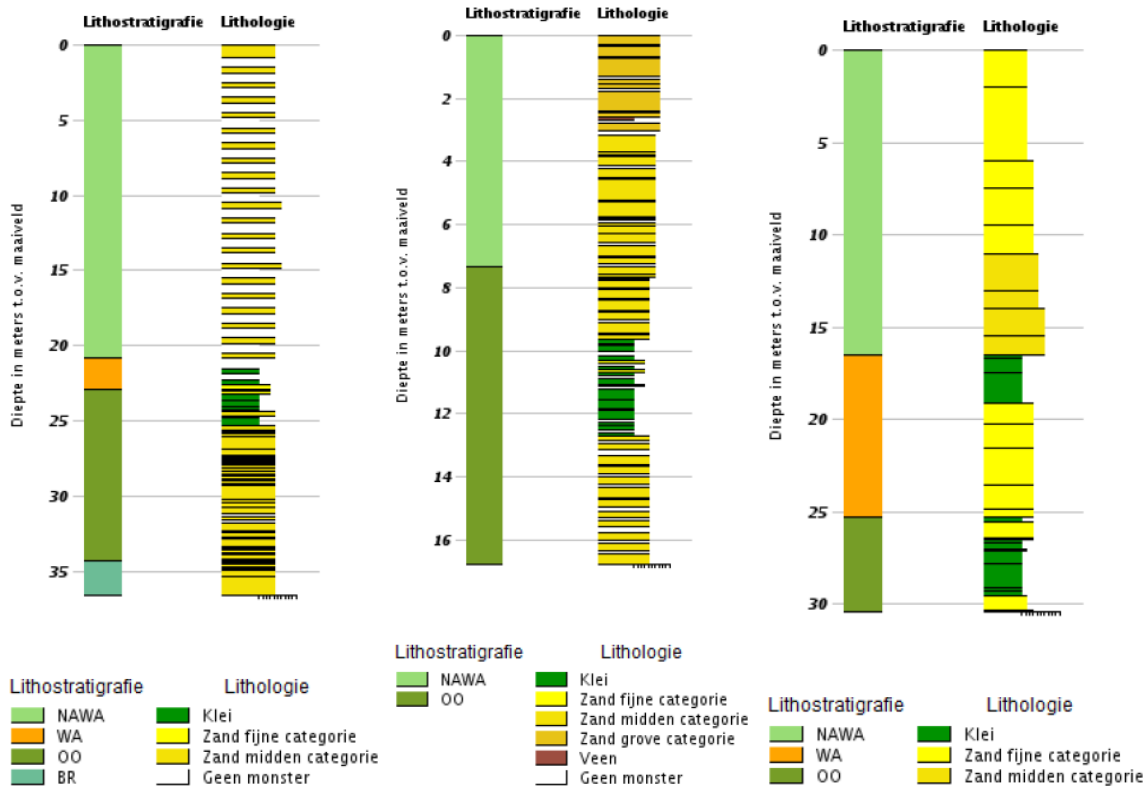 Lithostratigrafie Lithologie
0
5
10
15
20
25
30
35
Diepte in meters t.o.v. maaiveld
Lithostratigrafie Lithologie
NAWA Klei
WA Zand fijne categorie
OO Zand midden categorie
BR Geen monster
Lithostratigrafie Lithologie
0
2
4
6
8
10
12
14
16
Diepte in meters t.o.v. maaiveld
Lithostratigrafie Lithologie
NAWA Klei
OO Zand fijne categorie
Zand midden categorie
Zand grove categorie
Veen
Geen monster
Lithostratigrafie Lithologie
0
5
10
15
20
25
30
Diepte in meters t.o.v. maaiveld
Lithostratigrafie Lithologie
NAWA Klei
WA Zand fijne categorie
OO Zand midden categorie